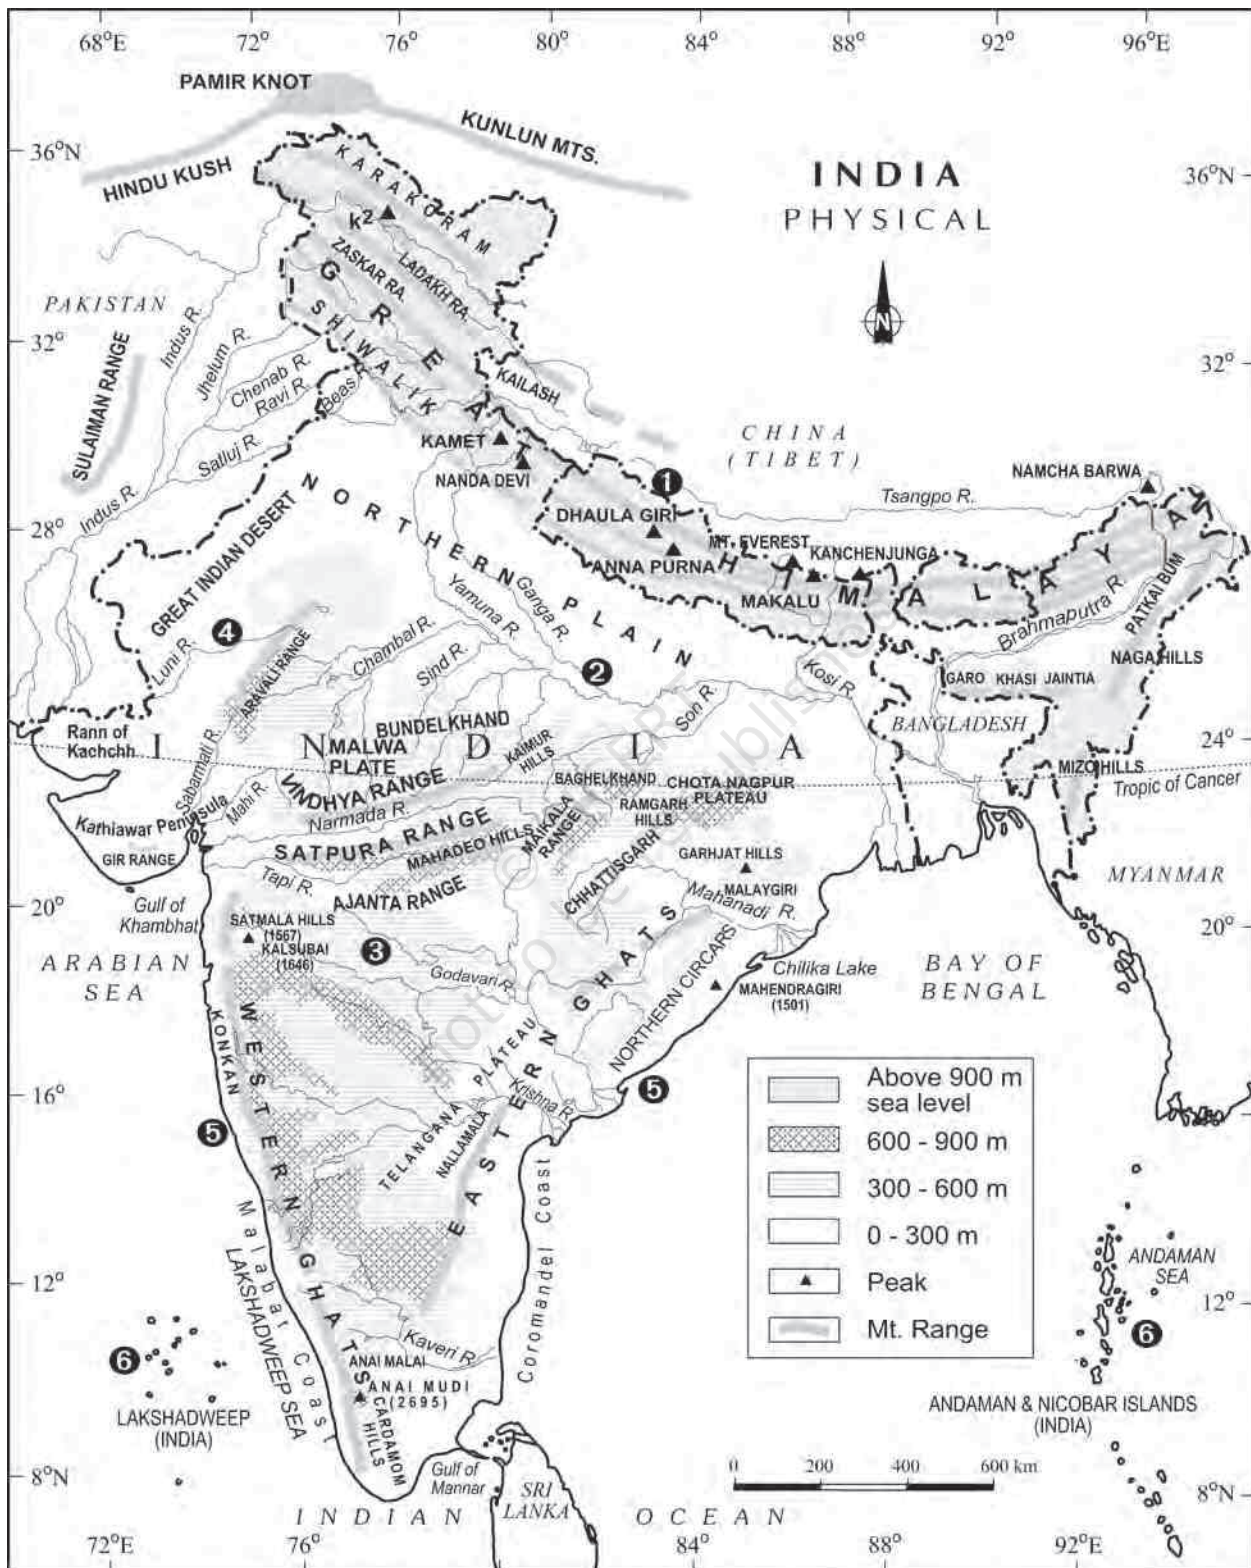 68°E 72° 76° 80° 84° 88° 92° 96°E
PAMIR KNOT
KUNLUN MTS.
36°N
HINDU KUSH
KARAKORAM
INDIA
PHYSICAL
36°N
K²
ZASKAR RA.
LADAKH RA.
N
PAKISTAN
Indus R.
GREAT HIMALAYA
SHIWALIK
32°
Jhelum R.
Chenab R.
Ravi R.
Beas
SULAIMAN RANGE
KAILASH
32°
Satluj R.
KAMET
NANDA DEVI
CHINA
(TIBET)
NAMCHA BARWA
1
Tsangpo R.
Indus R.
28°
NORTHERN PLAIN
DHAULA GIRI
MT. EVEREST
KANCHENJUNGA
28°
GREAT INDIAN DESERT
ANNA PURNA
MAKALU
Yamuna R.
Ganga R.
Brahmaputra R.
PATKAI BUM
4
Luni R.
ARAVALI RANGE
Chambal R.
Sind R.
2
Kosi R.
NAGA HILLS
GARO KHASI JAINTIA
Son R.
BANGLADESH
Rann of
Kachchh
INDIA
BUNDELKHAND
24°
MALWA
PLATE
KAIMUR
HILLS
MIZO HILLS
Tropic of Cancer
Sabarmati R.
Mahi R.
VINDHYA RANGE
BAGHELKHAND
CHOTA NAGPUR
PLATEAU
Kathiawar Peninsula
Narmada R.
RAMGARH
HILLS
GIR RANGE
SATPURA RANGE
MAHADEO HILLS
MAIKALA
RANGE
CHHATTISGARH
GARHJAT HILLS
Tapi R.
AJANTA RANGE
MALAYGIRI
Mahanadi R.
MYANMAR
20°
Gulf of
Khambhat
SATMALA HILLS
(1567)
KALSUBAI
(1646)
3
20°
ARABIAN
SEA
Godavari R.
EASTERN GHATS
NORTHERN CIRCARS
Chilika Lake
MAHENDRAGIRI
(1501)
BAY OF
BENGAL
KONKAN
WESTERN GHATS
TELANGANA PLATEAU
Krishna R.
16°
5
5
NALLAMALA
Above 900 m
sea level
600 - 900 m
300 - 600 m
0 - 300 m
Peak
Mt. Range
Malabar Coast
LAKSHADWEEP SEA
Coromandel Coast
ANDAMAN
SEA
12°
12°
6
6
Kaveri R.
ANAI MALAI
ANAI MUDI
(2695)
CARDAMOM
HILLS
LAKSHADWEEP
(INDIA)
ANDAMAN & NICOBAR ISLANDS
(INDIA)
8°N
Gulf of
Mannar
SRI
LANKA
0 200 400 600 km
8°N
INDIAN OCEAN
72°E 76° 80° 84° 88° 92°E